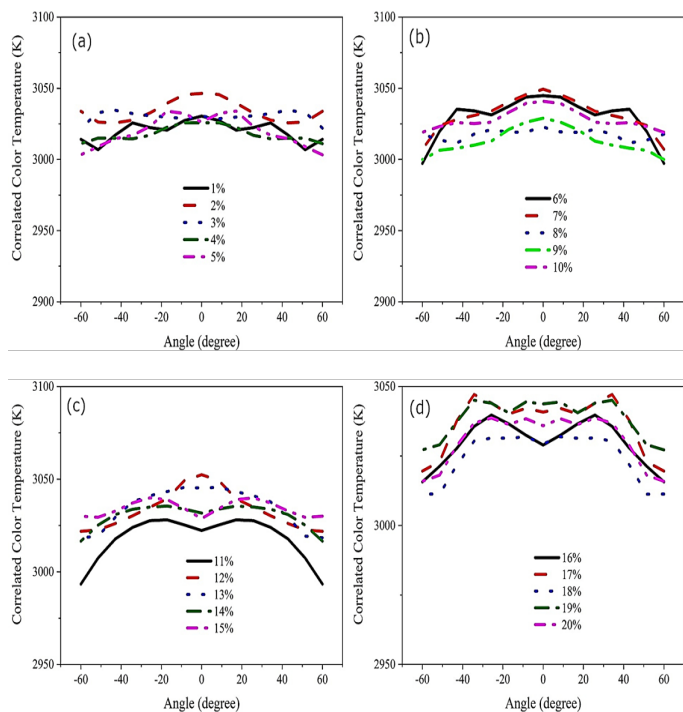 (a)
Correlated Color Temperature (K)
3100
3050
3000
2950
2900
1%
2%
3%
4%
5%
-60 -40 -20 0 20 40 60
Angle (degree)
(b)
Correlated Color Temperature (K)
3100
3050
3000
2950
2900
6%
7%
8%
9%
10%
-60 -40 -20 0 20 40 60
Angle (degree)
(c)
Correlated Color Temperature (K)
3100
3050
3000
2950
11%
12%
13%
14%
15%
-60 -40 -20 0 20 40 60
Angle (degree)
(d)
Correlated Color Temperature (K)
3050
3000
2950
16%
17%
18%
19%
20%
-60 -40 -20 0 20 40 60
Angle (degree)